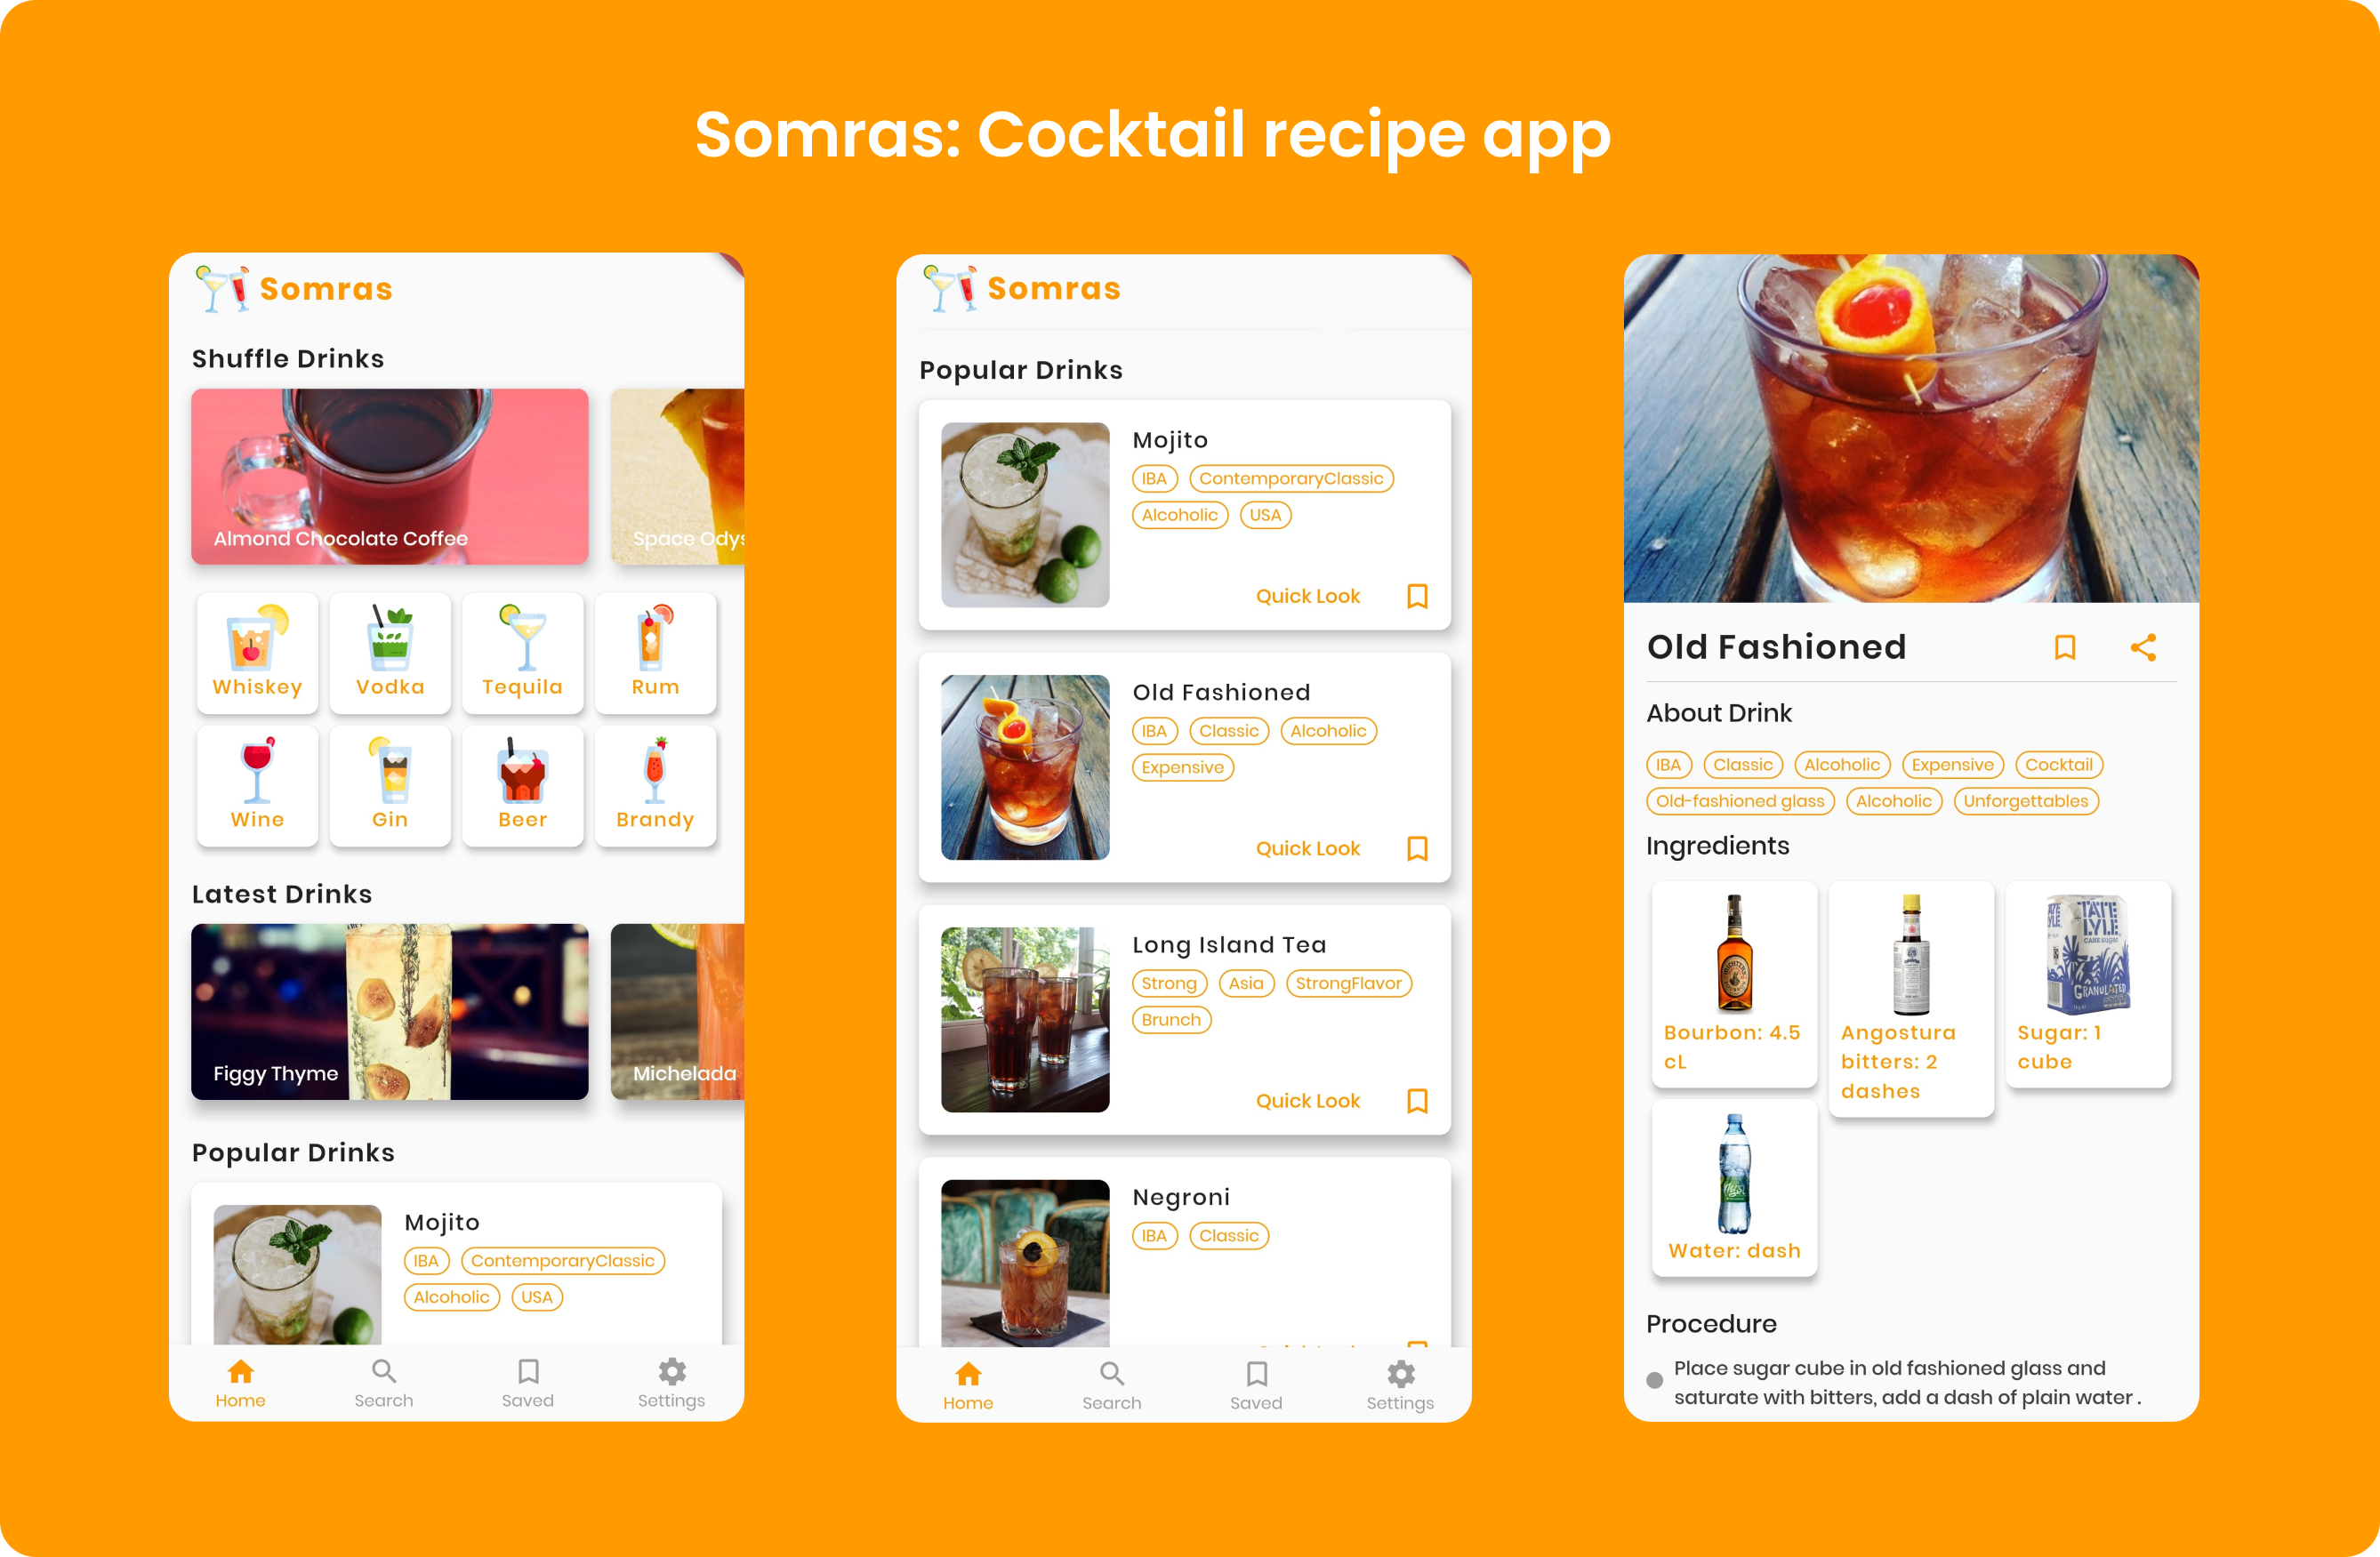 Somras: Cocktail recipe app
Somras
Shuffle Drinks
Almond Chocolate Coffee
Space Odys
Whiskey
Vodka
Tequila
Rum
Wine
Gin
Beer
Brandy
Latest Drinks
Figgy Thyme
Michelada
Popular Drinks
Mojito
IBA ContemporaryClassic
Alcoholic USA
Home
Search
Saved
Settings
Somras
Popular Drinks
Mojito
IBA ContemporaryClassic
Alcoholic USA
Quick Look
Old Fashioned
IBA Classic Alcoholic
Expensive
Quick Look
Long Island Tea
Strong Asia StrongFlavor
Brunch
Quick Look
Negroni
IBA Classic
Home
Search
Saved
Settings
Old Fashioned
About Drink
IBA Classic Alcoholic Expensive Cocktail
Old-fashioned glass Alcoholic Unforgettables
Ingredients
Bourbon: 4.5
cL
Angostura
bitters: 2
dashes
TATE
LYLE
CANE SUGAR
GRANULATED
Sugar: 1
cube
Water: dash
Procedure
Place sugar cube in old fashioned glass and
saturate with bitters, add a dash of plain water .